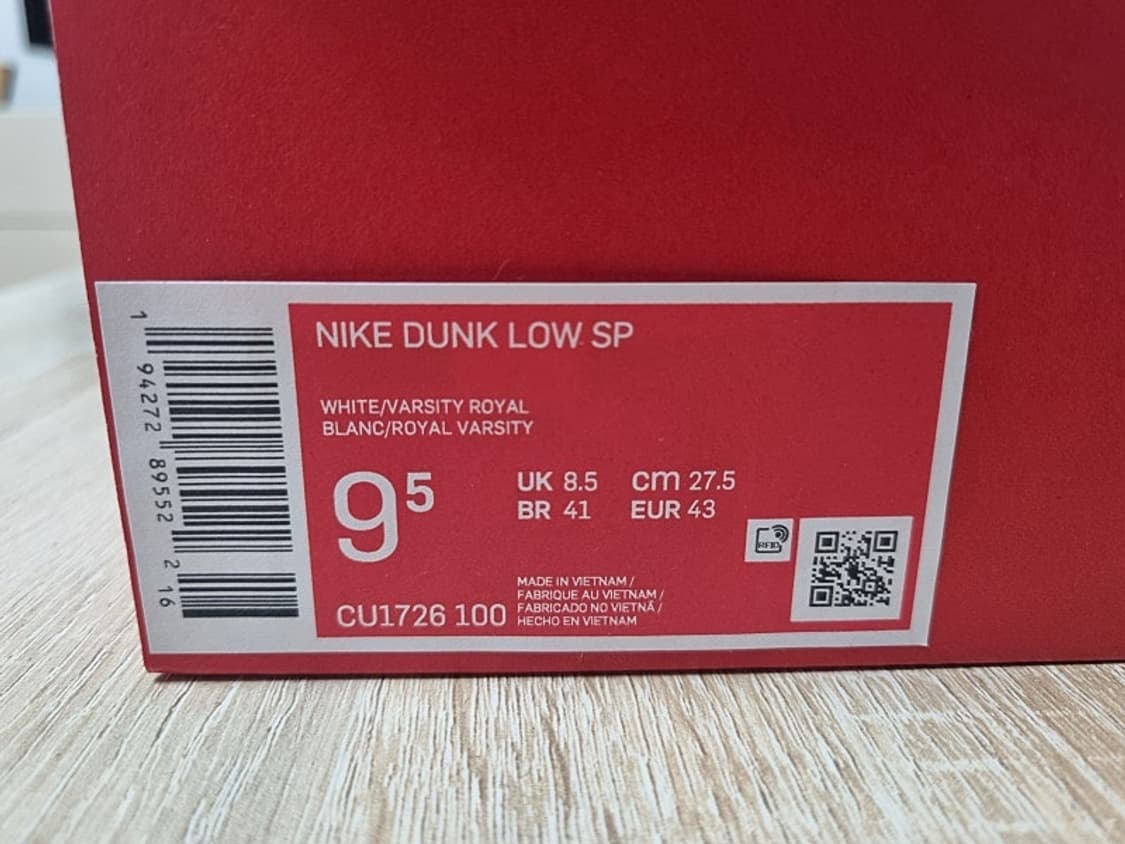 1
94272
89552
2
16
NIKE DUNK LOW SP
WHITE/VARSITY ROYAL
BLANC/ROYAL VARSITY
9⁵
UK 8.5 cm 27.5
BR 41 EUR 43
RFID
CU1726 100
MADE IN VIETNAM /
FABRIQUE AU VIETNAM /
FABRICADO NO VIETNÃ /
HECHO EN VIETNAM